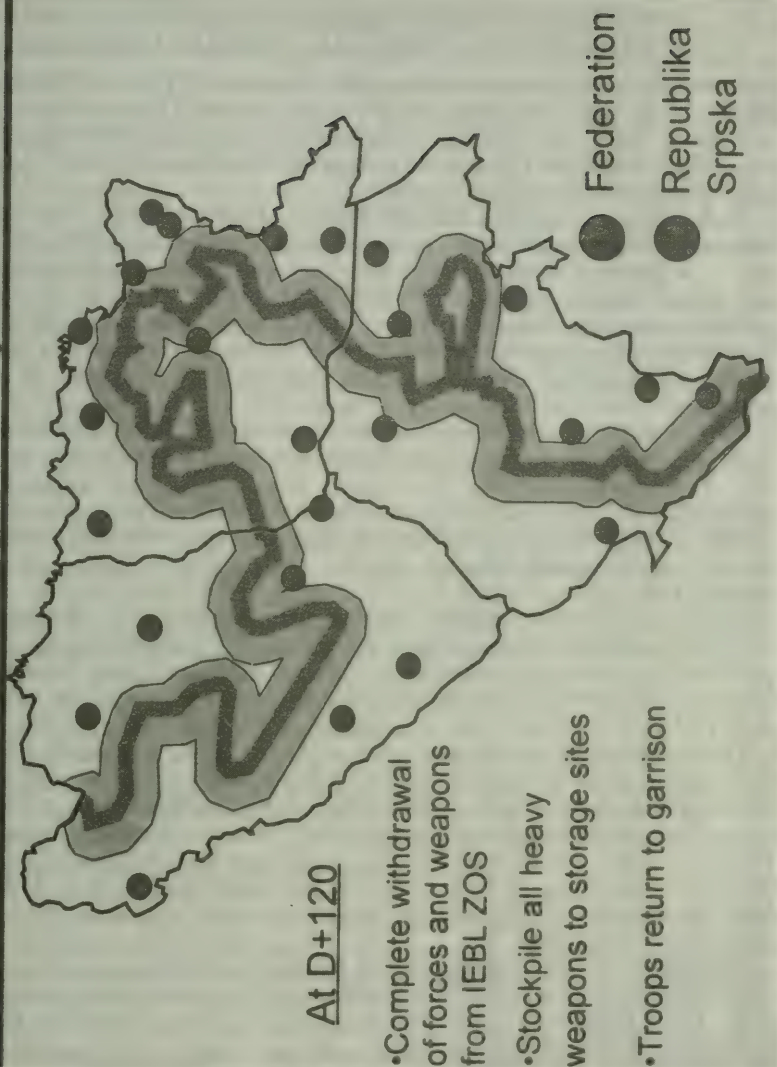 At D+120
•Complete withdrawal
of forces and weapons
from IEBL ZOS
•Stockpile all heavy
weapons to storage sites
•Troops return to garrison
Federation
Republika
Srpska